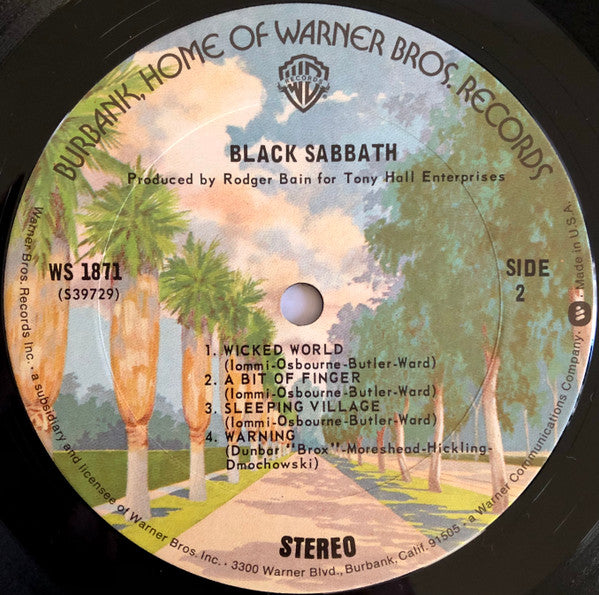 BURBANK, HOME OF WARNER BROS. RECORDS
W B
RECORDS
BLACK SABBATH
Produced by Rodger Bain for Tony Hall Enterprises
WS 1871
(S39729)
SIDE
2
1. WICKED WORLD
(Iommi-Osbourne-Butler-Ward)
2. A BIT OF FINGER
(Iommi-Osbourne-Butler-Ward)
3. SLEEPING VILLAGE
(Iommi-Osbourne-Butler-Ward)
4. WARNING
(Dunbar "Brox"-Moreshead-Hickling-
Dmochowski)
STEREO
Warner Bros. Records Inc. • a subsidiary and licensee of Warner Bros. Inc. • 3300 Warner Blvd., Burbank, Calif. 91505 • a Warner Communications Company. • Made in U.S.A.